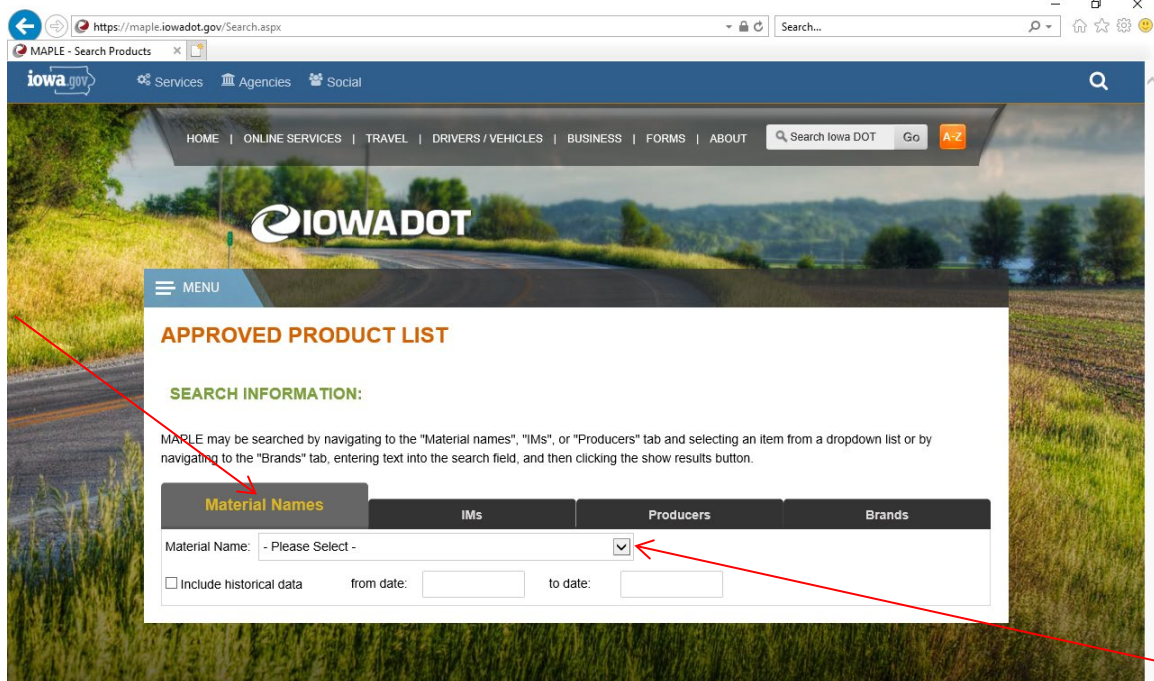 https://maple.iowadot.gov/Search.aspx
Search...
MAPLE - Search Products
iowa.gov
Services Agencies Social
HOME | ONLINE SERVICES | TRAVEL | DRIVERS / VEHICLES | BUSINESS | FORMS | ABOUT
Search Iowa DOT
Go
A-Z
IOWADOT
MENU
APPROVED PRODUCT LIST
SEARCH INFORMATION:
MAPLE may be searched by navigating to the "Material names", "IMs", or "Producers" tab and selecting an item from a dropdown list or by
navigating to the "Brands" tab, entering text into the search field, and then clicking the show results button.
Material Names IMs Producers Brands
Material Name: - Please Select -
Include historical data from date: to date: